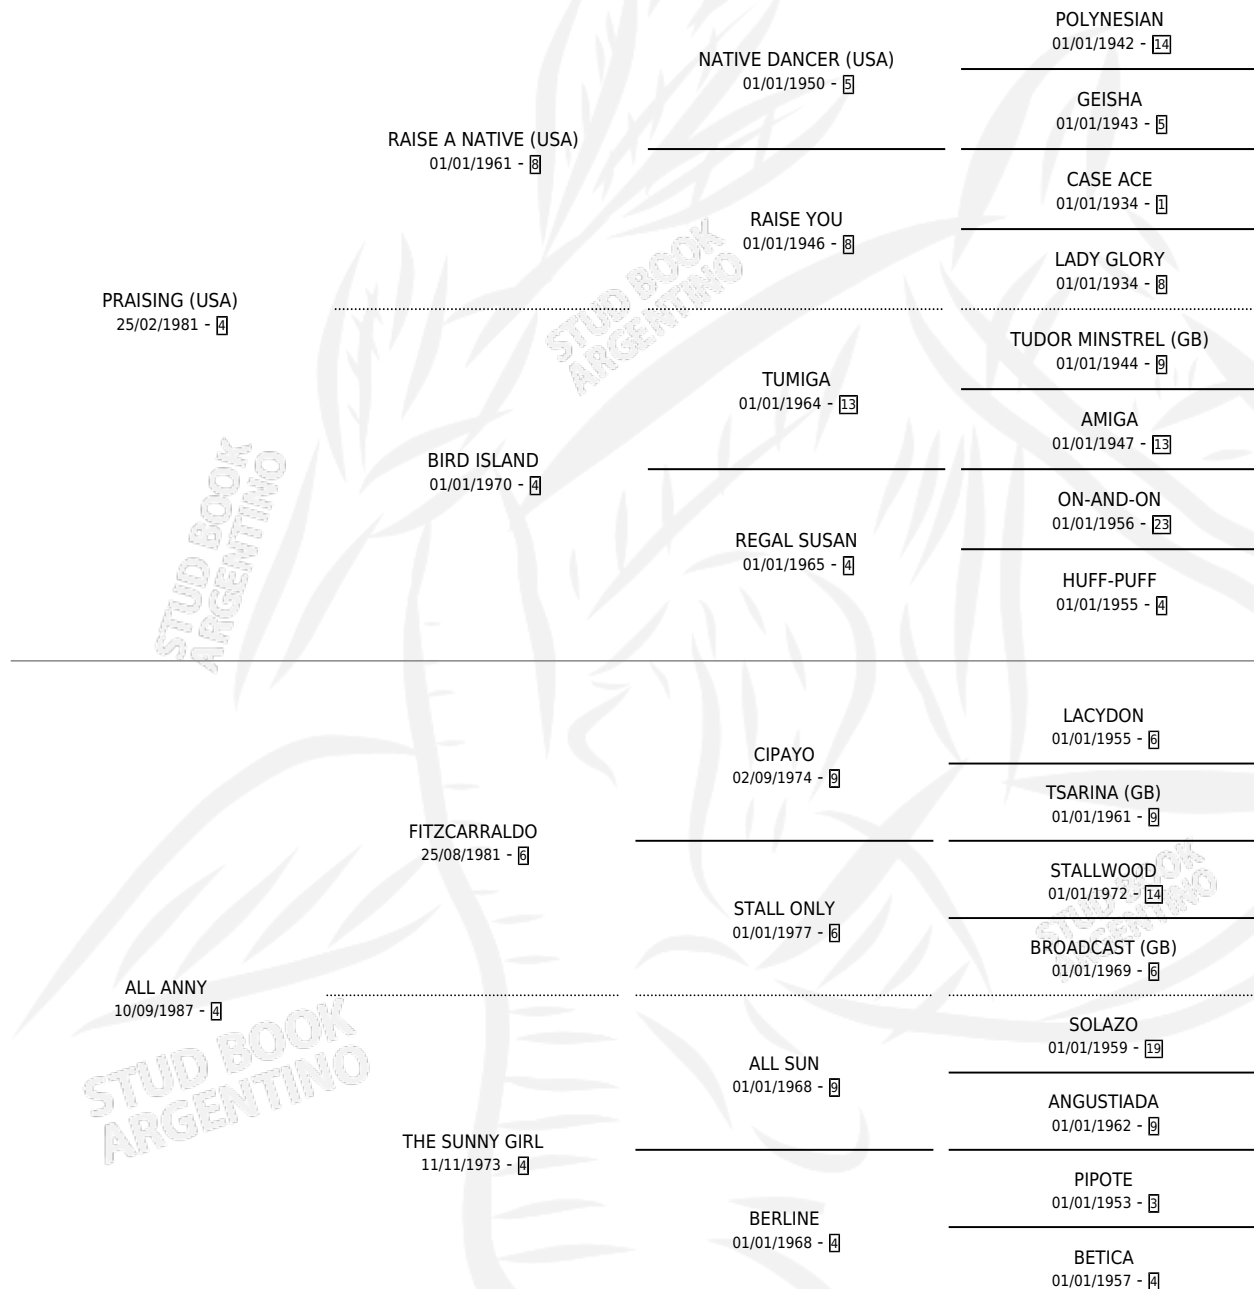 POLYNESIAN
01/01/1942 - 14
NATIVE DANCER (USA)
01/01/1950 - 5
GEISHA
01/01/1943 - 5
RAISE A NATIVE (USA)
01/01/1961 - 8
CASE ACE
01/01/1934 - 1
RAISE YOU
01/01/1946 - 8
LADY GLORY
01/01/1934 - 8
PRAISING (USA)
25/02/1981 - 4
TUDOR MINSTREL (GB)
01/01/1944 - 9
TUMIGA
01/01/1964 - 13
AMIGA
01/01/1947 - 13
BIRD ISLAND
01/01/1970 - 4
ON-AND-ON
01/01/1956 - 23
REGAL SUSAN
01/01/1965 - 4
HUFF-PUFF
01/01/1955 - 4
LACYDON
01/01/1955 - 6
CIPAYO
02/09/1974 - 9
TSARINA (GB)
01/01/1961 - 9
FITZCARRALDO
25/08/1981 - 6
STALLWOOD
01/01/1972 - 14
STALL ONLY
01/01/1977 - 6
BROADCAST (GB)
01/01/1969 - 6
ALL ANNY
10/09/1987 - 4
SOLAZO
01/01/1959 - 19
ALL SUN
01/01/1968 - 9
ANGUSTIADA
01/01/1962 - 9
THE SUNNY GIRL
11/11/1973 - 4
PIPOTE
01/01/1953 - 3
BERLINE
01/01/1968 - 4
BETICA
01/01/1957 - 4
STUD BOOK
ARGENTINO
STUD BOOK
ARGENTINO
STUD BOOK
ARGENTINO
STUD BOOK
ARGENTINO